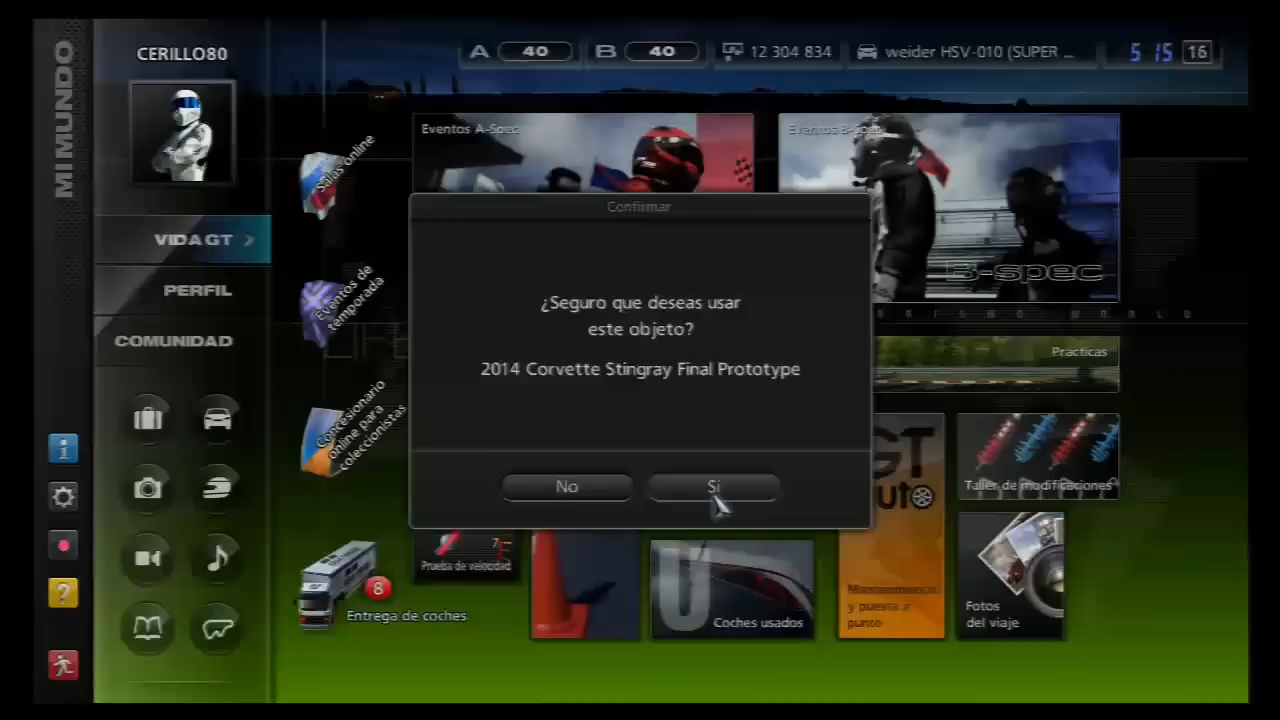 MI MUNDO
CERILLO80
A 40 B 40 12 304 834 weider HSV-010 (SUPER ... 5 15 16
VIDA GT
PERFIL
COMUNIDAD
Salas online
Eventos de temporada
Concesionario online para coleccionistas
8
Entrega de coches
Eventos A-Spec
Eventos B-Spec
B-spec
Confirmar
¿Seguro que deseas usar
este objeto?
2014 Corvette Stingray Final Prototype
No
Sí
Practicas
GT
Auto
Mantenimiento
y puesta a
punto
Taller de modificaciones
Prueba de velocidad
U
Coches usados
Fotos
del viaje